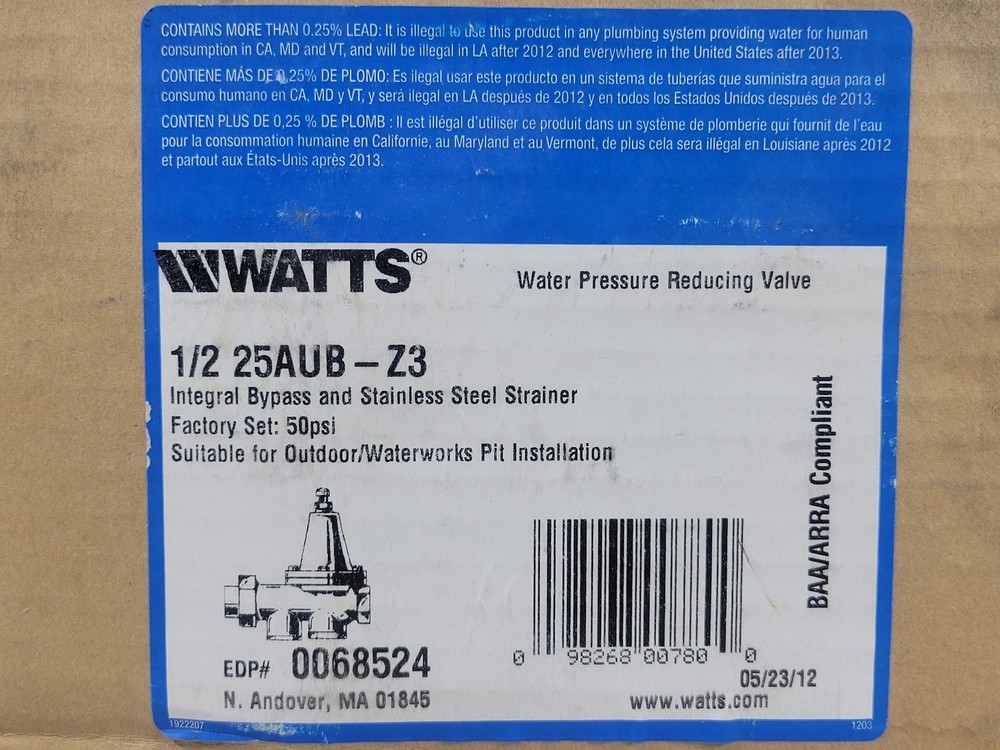 CONTAINS MORE THAN 0.25% LEAD: It is illegal to use this product in any plumbing system providing water for human
consumption in CA, MD and VT, and will be illegal in LA after 2012 and everywhere in the United States after 2013.
CONTIENE MÁS DE 0,25% DE PLOMO: Es ilegal usar este producto en un sistema de tuberías que suministra agua para el
consumo humano en CA, MD y VT, y será ilegal en LA después de 2012 y en todos los Estados Unidos después de 2013.
CONTIEN PLUS DE 0,25 % DE PLOMB : Il est illégal d'utiliser ce produit dans un système de plomberie qui fournit de l'eau
pour la consommation humaine en Californie, au Maryland et au Vermont, de plus cela sera illégal en Louisiane après 2012
et partout aux États-Unis après 2013.
WATTS®
Water Pressure Reducing Valve
1/2 25AUB – Z3
Integral Bypass and Stainless Steel Strainer
Factory Set: 50psi
Suitable for Outdoor/Waterworks Pit Installation
BAA/ARRA Compliant
0 98268 00780 0
EDP# 0068524
05/23/12
N. Andover, MA 01845
www.watts.com
1922207
1203